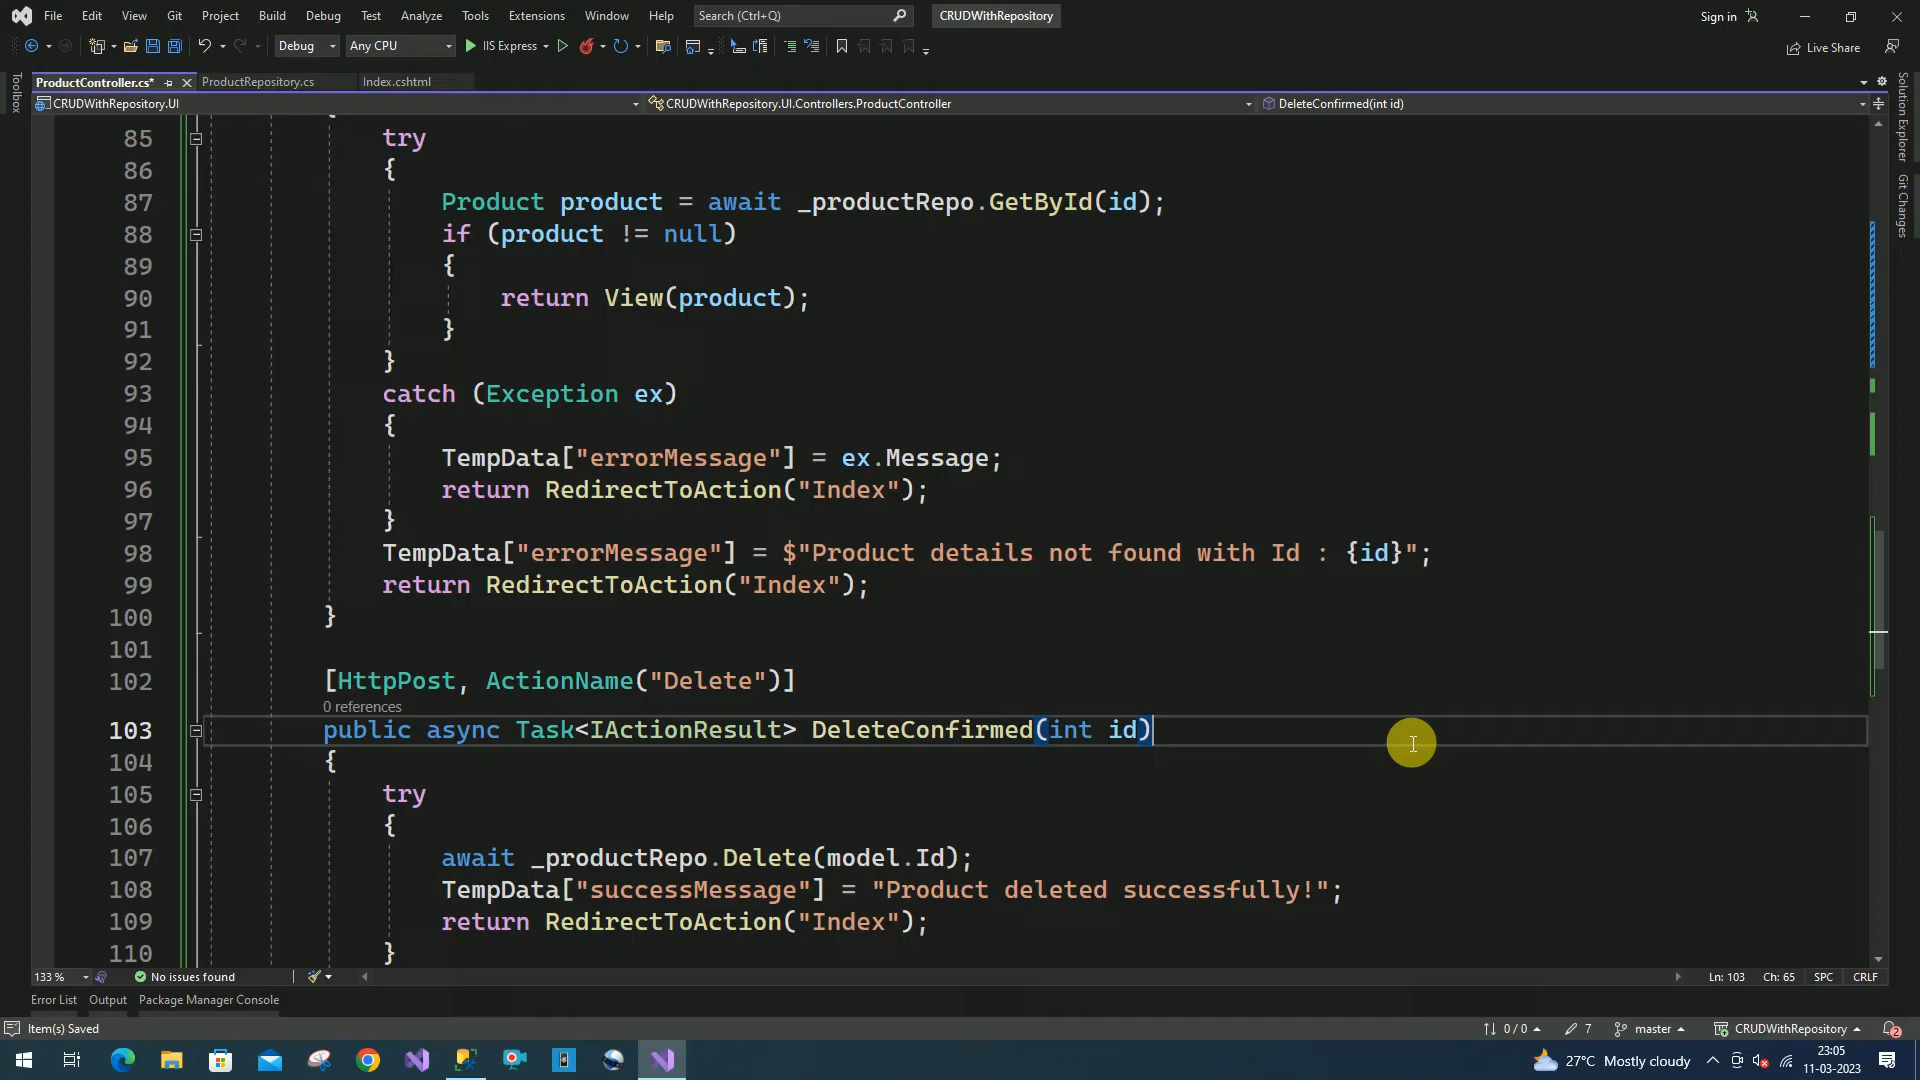 File Edit View Git Project Build Debug Test Analyze Tools Extensions Window Help Search (Ctrl+Q) CRUDWithRepository Sign in
Debug Any CPU IIS Express Live Share
ProductController.cs* ProductRepository.cs Index.cshtml
CRUDWithRepository.UI CRUDWithRepository.UI.Controllers.ProductController DeleteConfirmed(int id)
Toolbox
Solution Explorer
Git Changes
85 try
86 {
87 Product product = await _productRepo.GetById(id);
88 if (product != null)
89 {
90 return View(product);
91 }
92 }
93 catch (Exception ex)
94 {
95 TempData["errorMessage"] = ex.Message;
96 return RedirectToAction("Index");
97 }
98 TempData["errorMessage"] = $"Product details not found with Id : {id}";
99 return RedirectToAction("Index");
100 }
101
102 [HttpPost, ActionName("Delete")]
0 references
103 public async Task<IActionResult> DeleteConfirmed(int id)
104 {
105 try
106 {
107 await _productRepo.Delete(model.Id);
108 TempData["successMessage"] = "Product deleted successfully!";
109 return RedirectToAction("Index");
110 }
133 % No issues found Ln: 103 Ch: 65 SPC CRLF
Error List Output Package Manager Console
Item(s) Saved 0 / 0 7 master CRUDWithRepository 2
27°C Mostly cloudy 23:05
11-03-2023